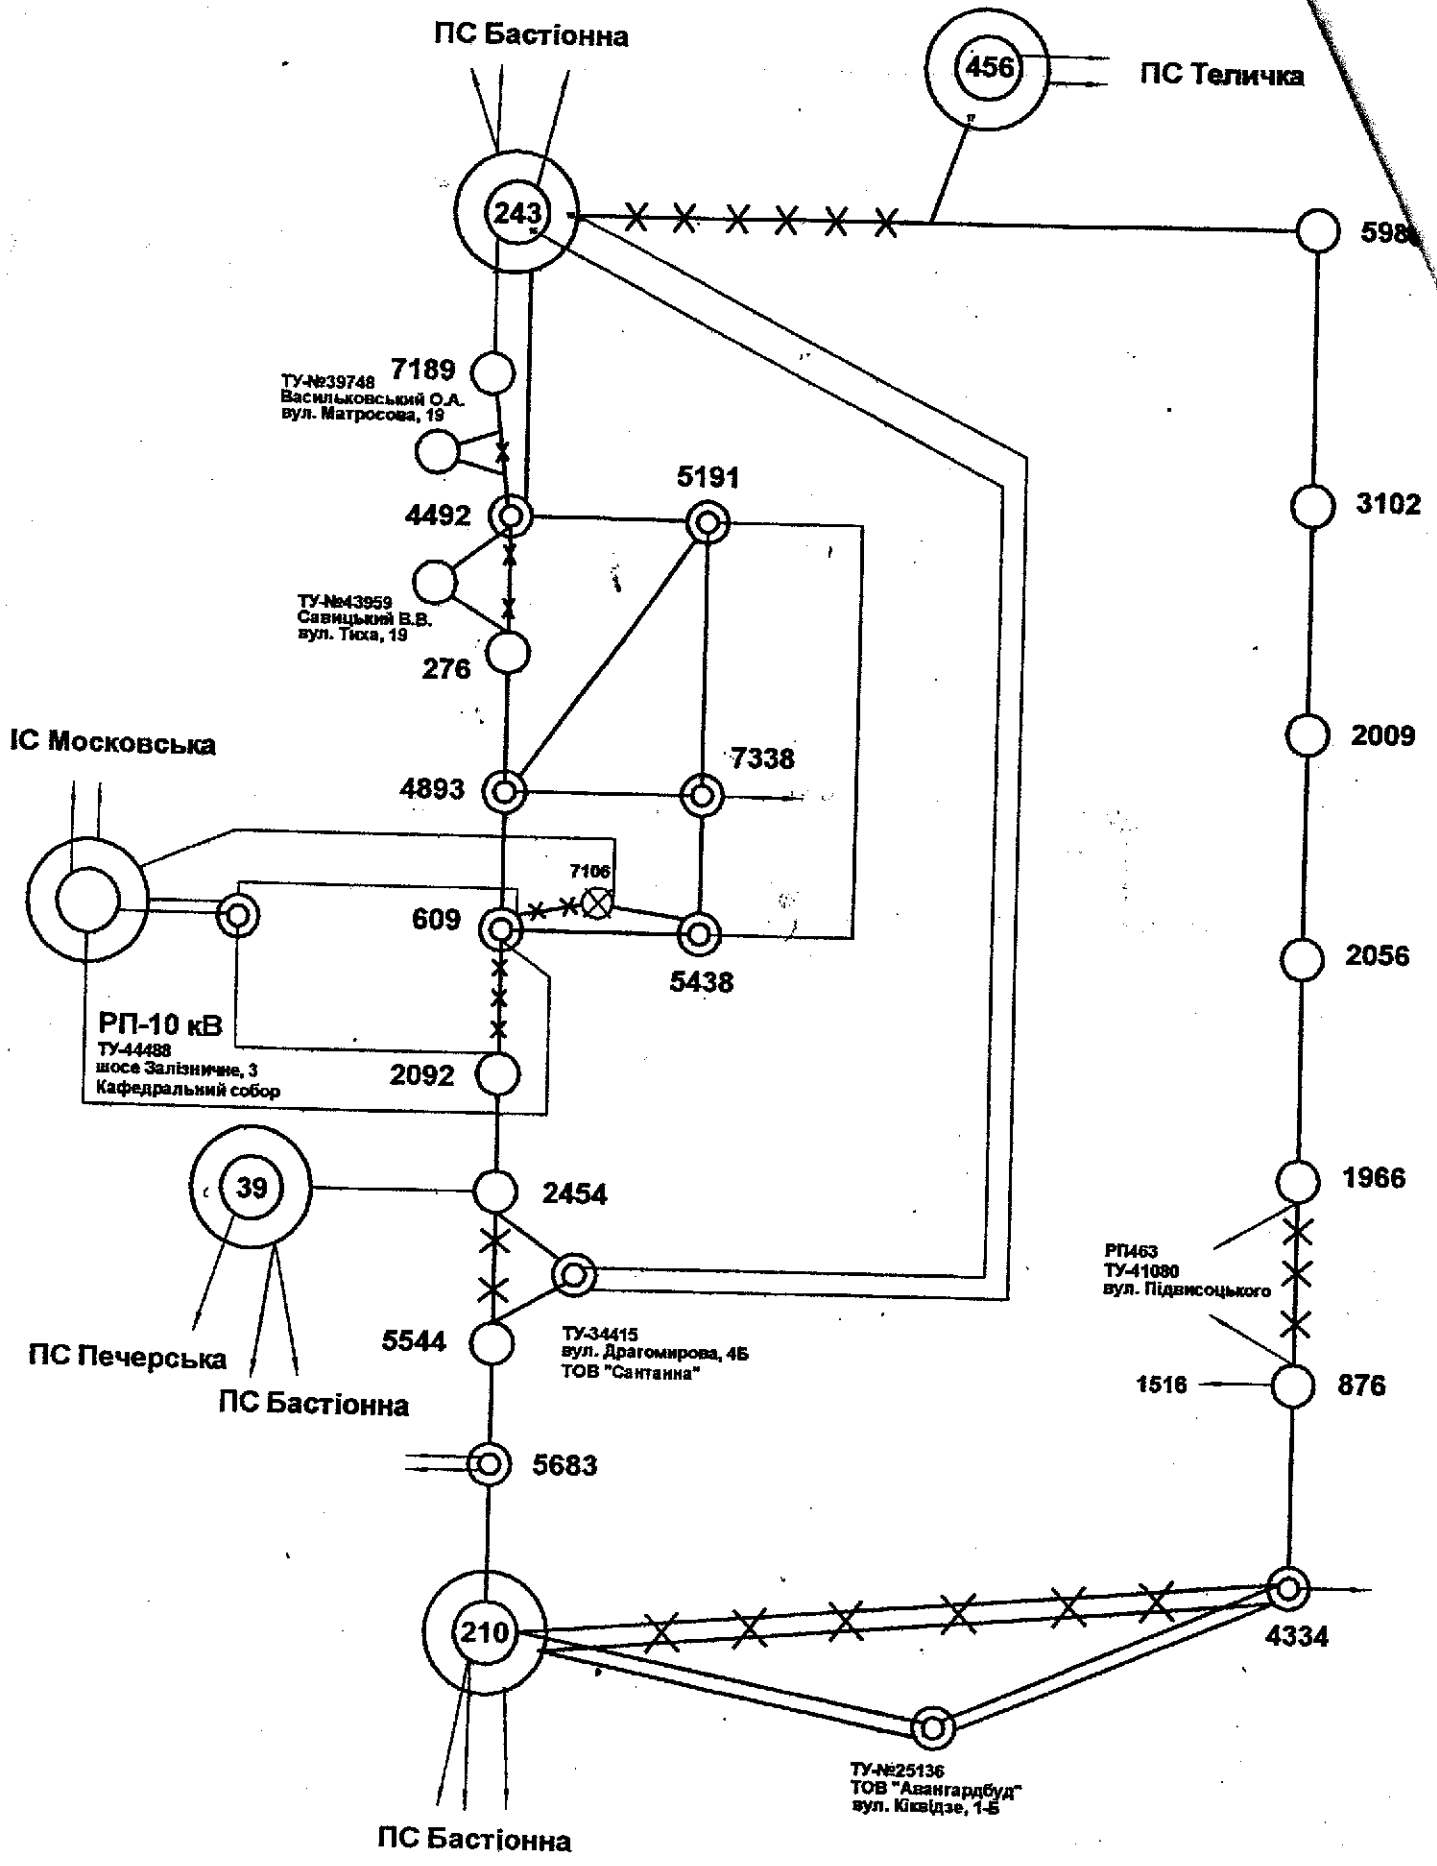 ПС Бастіонна
456
ПС Теличка
243
598
7189
ТУ-№39748
Васильковський О.А.
вул. Матросова, 19
5191
4492
3102
ТУ-№43959
Савицький В.В.
вул. Тиха, 19
276
ІС Московська
2009
7338
4893
7106
609
2056
5438
РП-10 кВ
ТУ-44488
шосе Залізничне, 3
Кафедральний собор
2092
39
2454
1966
РП463
ТУ-41080
вул. Підвисоцького
5544
ТУ-34415
вул. Драгомирова, 4Б
ТОВ "Сантанна"
ПС Печерська
1516
876
ПС Бастіонна
5683
210
4334
ТУ-№25136
ТОВ "Авангардбуд"
вул. Кіквідзе, 1-Б
ПС Бастіонна